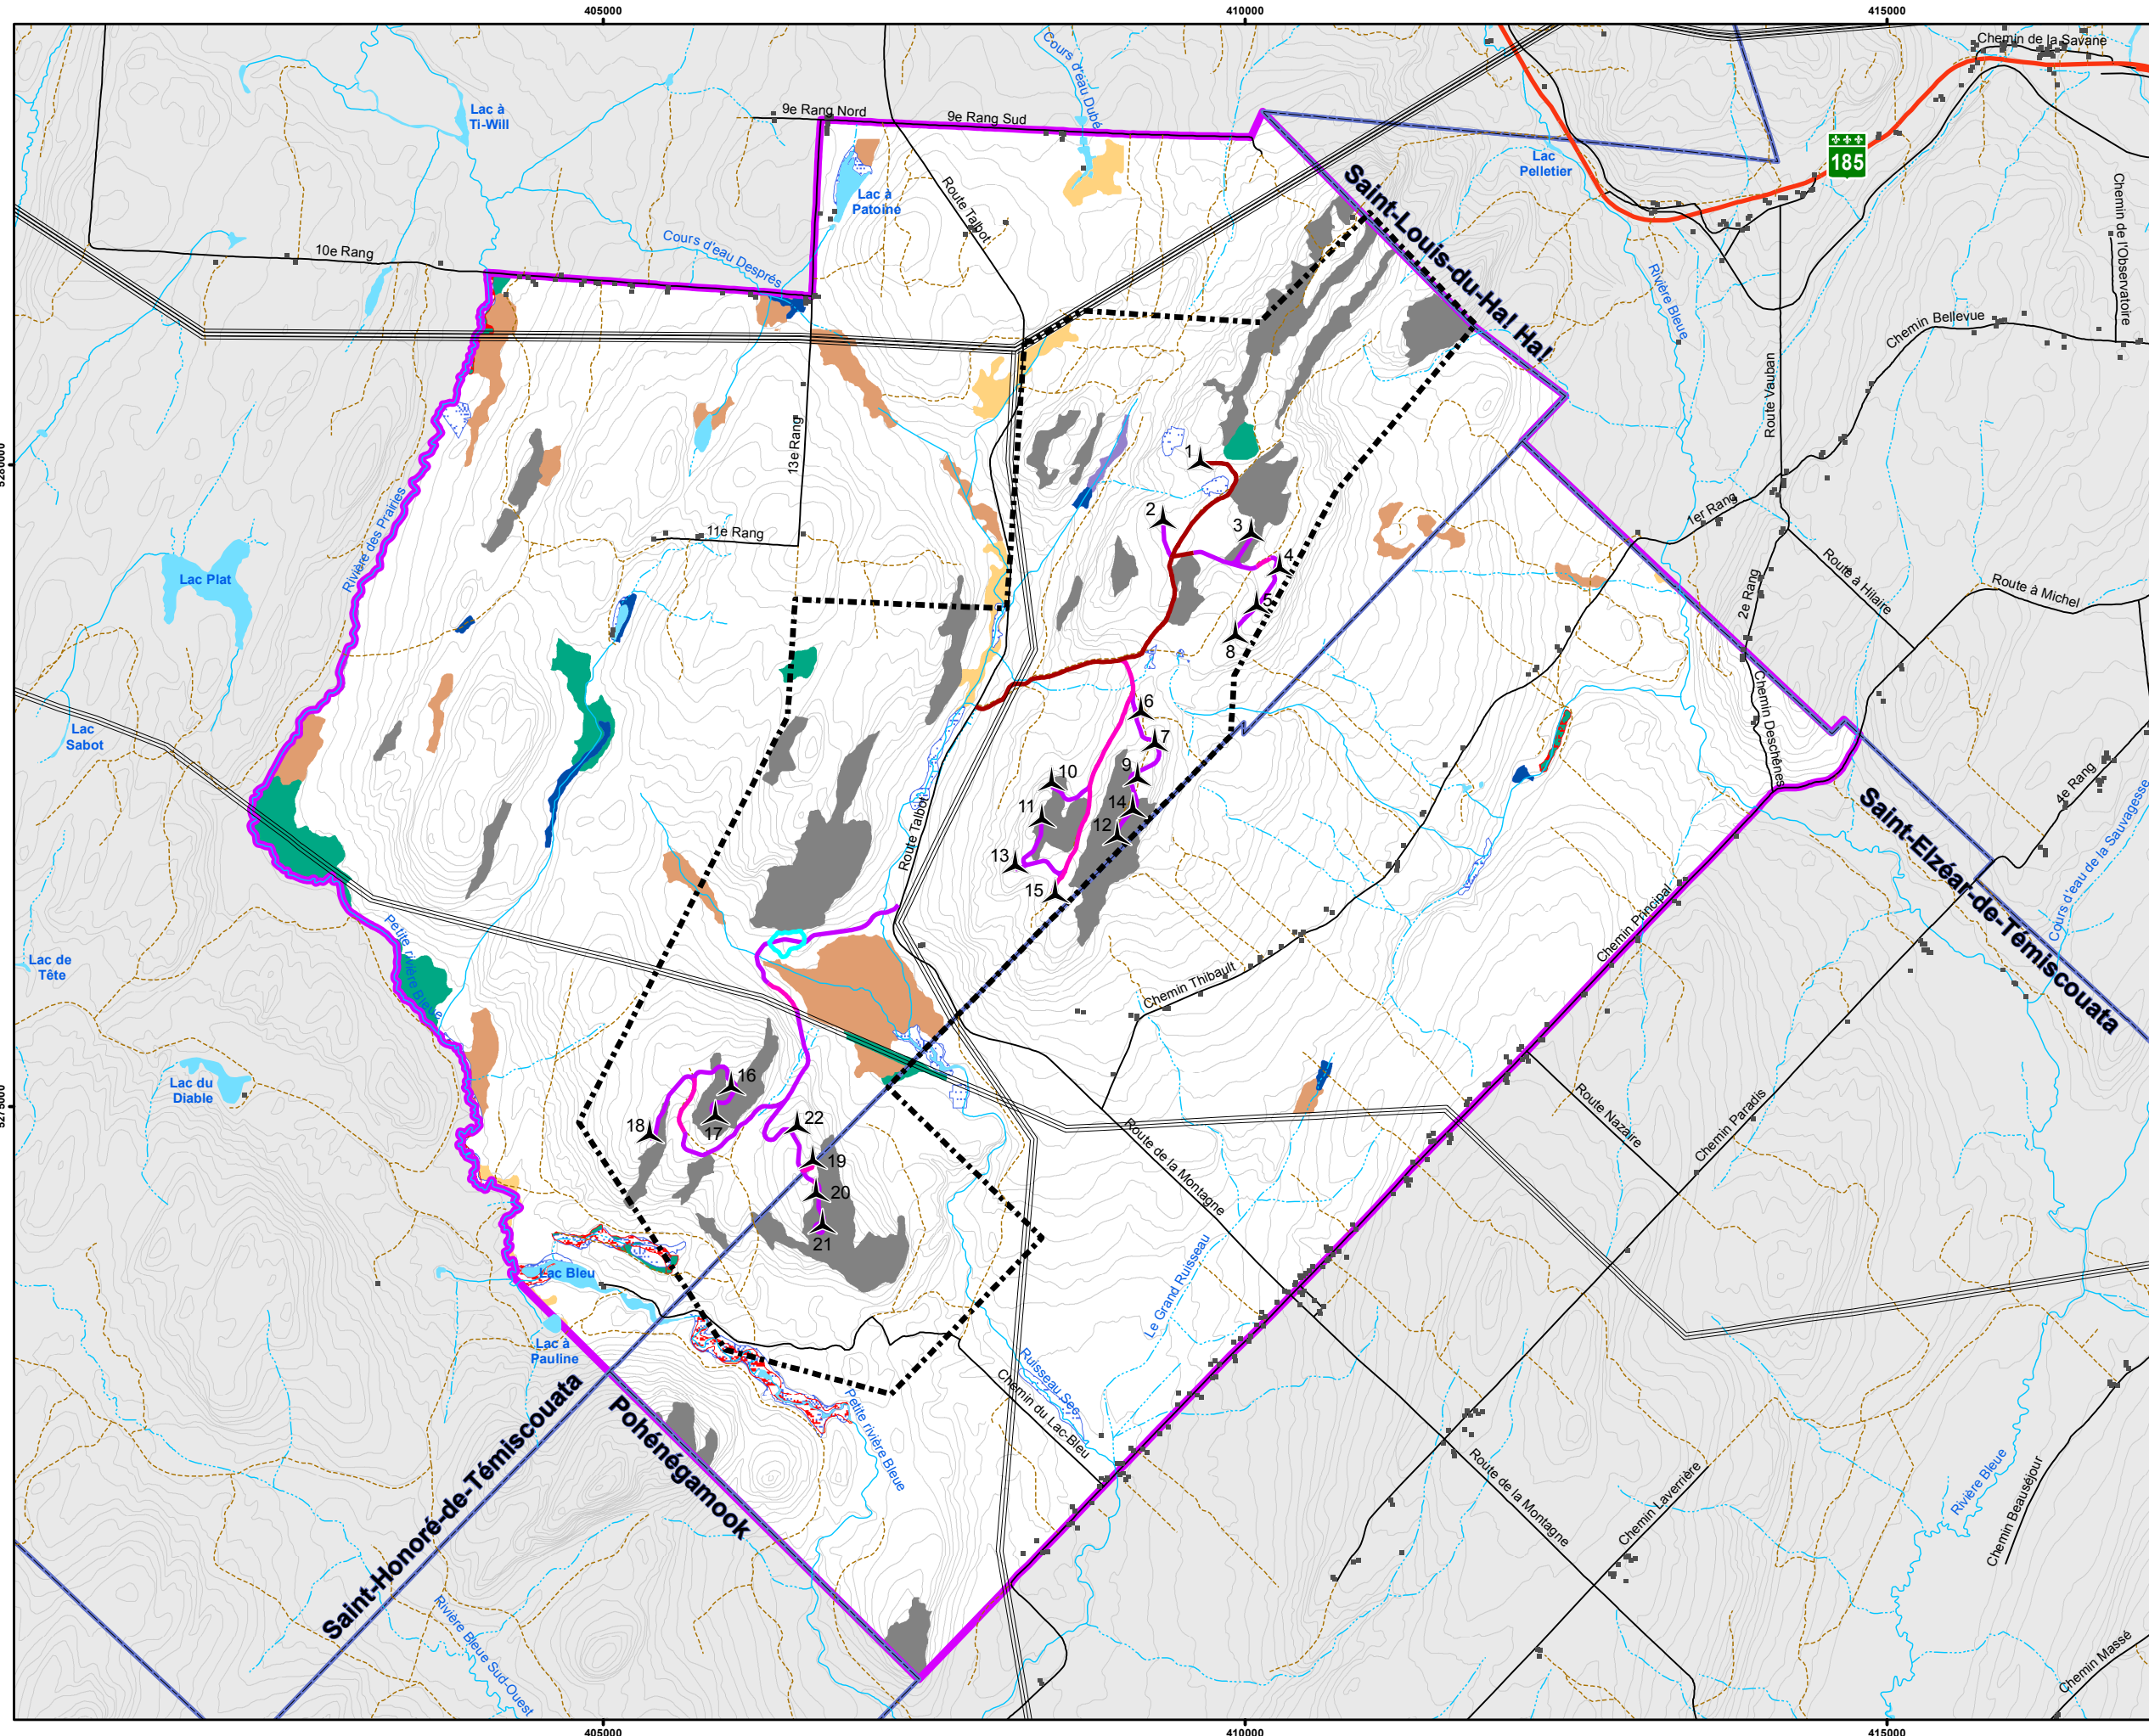 405000
410000
415000
Chemin de la Savane
Cours d'eau Dubé
9e Rang Nord
9e Rang Sud
Lac à
Ti-Will
185
Lac
Pelletier
Saint-Louis-du-Ha! Ha!
Lac à
Patoine
Route Talbot
Chemin de l'Observatoire
Cours d'eau Després
10e Rang
Rivière Bleue
Chemin Bellevue
Route Vauban
13e Rang
1
Rivière des Prairies
2
3
1er Rang
11e Rang
4
Lac Plat
Route à Hilaire
Route à Michel
2e Rang
5
8
Chemin Deschênes
6
Lac
Sabot
7
9
10
4e Rang
14
11
12
Saint-Elzéar-de-Témiscouata
Cours d'eau de la Sauvagesse
Route Talbot
13
15
Chemin Principal
Petite rivière Bleue
Lac de
Tête
Chemin Thibault
16
Lac du
Diable
18
17
22
Route de la Montagne
Route Nazaire
Chemin Paradis
19
20
21
Lac Bleu
Le Grand Ruisseau
Lac à
Pauline
Ruisseau Sec
Chemin du Lac-Bleu
Petite rivière Bleue
Saint-Honoré-de-Témiscouata
Pohénégamook
Route de la Montagne
Chemin Laverrière
Rivière Bleue
Chemin Beauséjour
Rivière Bleue Sud-Ouest
Chemin Massé
405000
410000
415000